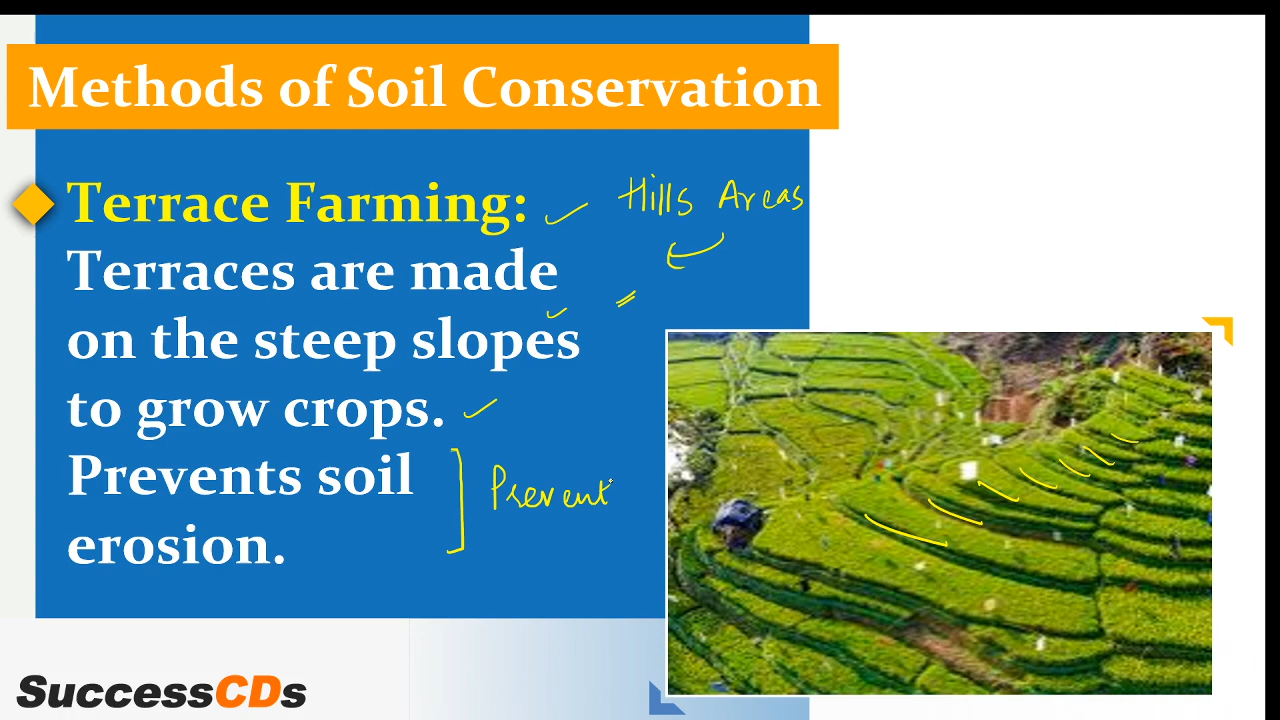 Methods of Soil Conservation
Terrace Farming:
Hills Areas
Terraces are made
on the steep slopes
to grow crops.
Prevents soil
erosion.
Prevent
SuccessCDs